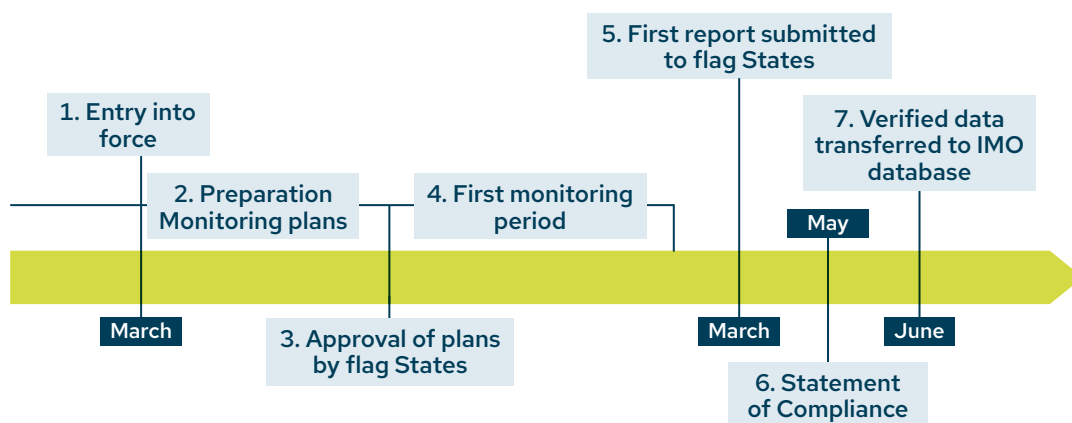 1. Entry into
force
2. Preparation
Monitoring plans
3. Approval of plans
by flag States
4. First monitoring
period
5. First report submitted
to flag States
6. Statement
of Compliance
7. Verified data
transferred to IMO
database
March
March
May
June